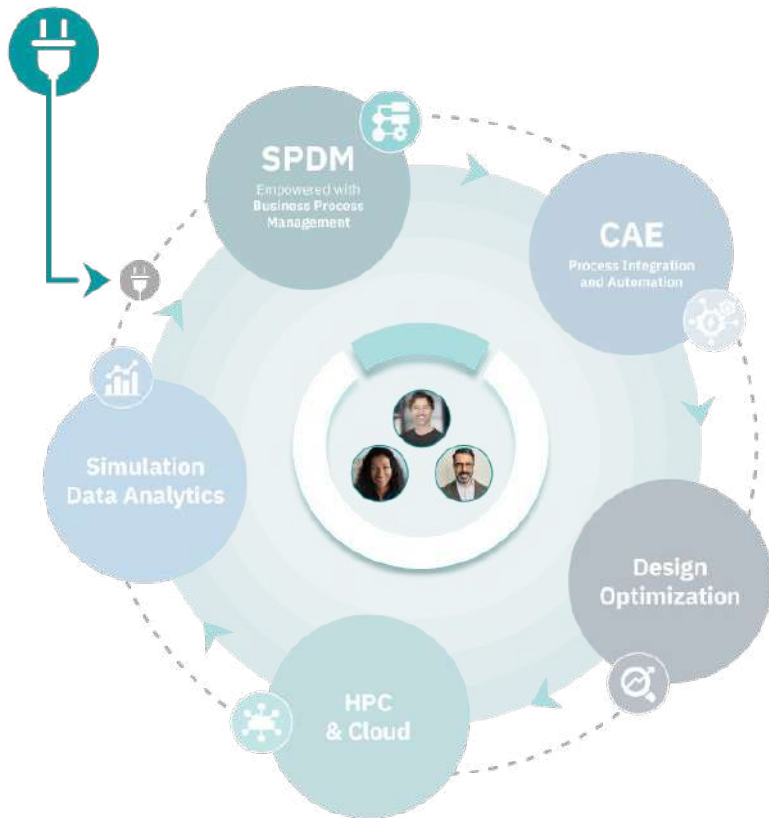 SPDM
Empowered with
Business Process
Management
CAE
Process Integration
and Automation
Design
Optimization
HPC
& Cloud
Simulation
Data Analytics